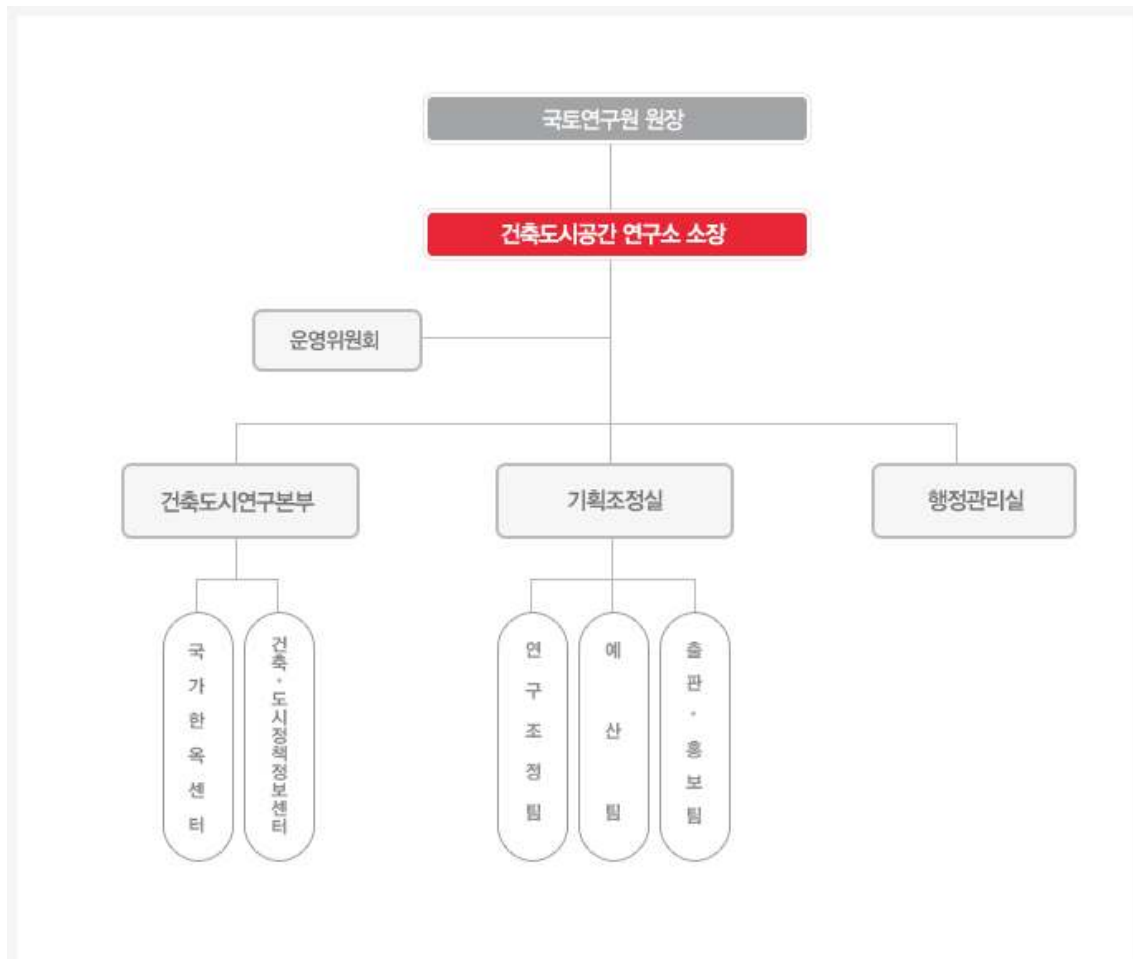 국토연구원 원장
건축도시공간 연구소 소장
운영위원회
건축도시연구본부
기획조정실
행정관리실
국가한옥센터
건축·도시정책정보센터
연구조정팀
예산팀
출판·홍보팀